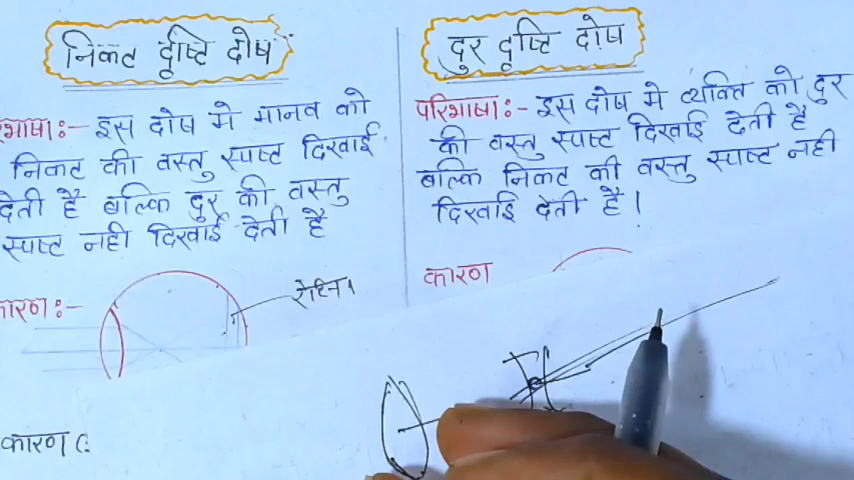 निकट दृष्टि दोष
रिभाषा:- इस दोष मे मानव को
निकट की वस्तु स्पष्ट दिखाई
देती है बल्कि दुर की वस्तु
स्पष्ट नही दिखाई देती है
कारण:-
दुर दृष्टि दोष
परिभाषा:- इस दोष मे व्यक्ति को दुर
की वस्तु स्पष्ट दिखाई देती है
बल्कि निकट की वस्तु स्पष्ट नही
दिखाई देती है।
कारण
कारण